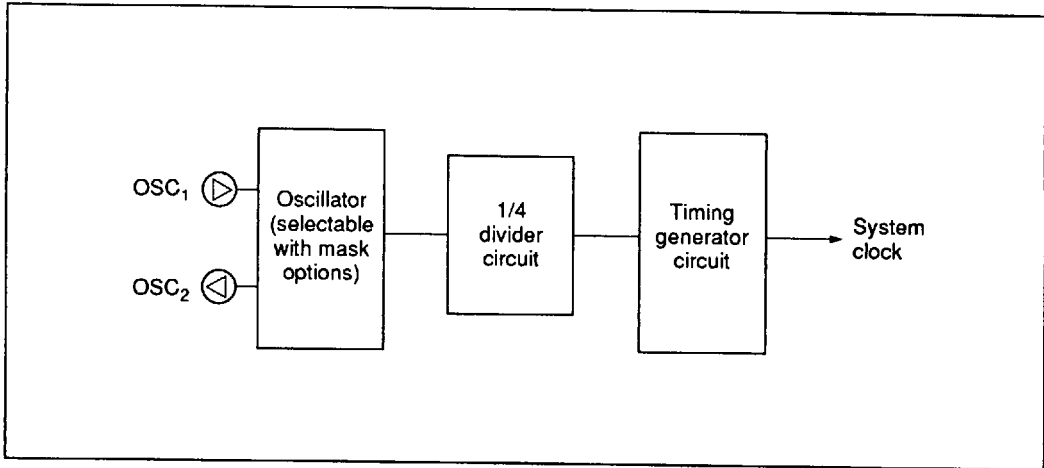 OSC₁
OSC₂
Oscillator
(selectable
with mask
options)
1/4
divider
circuit
Timing
generator
circuit
System
clock